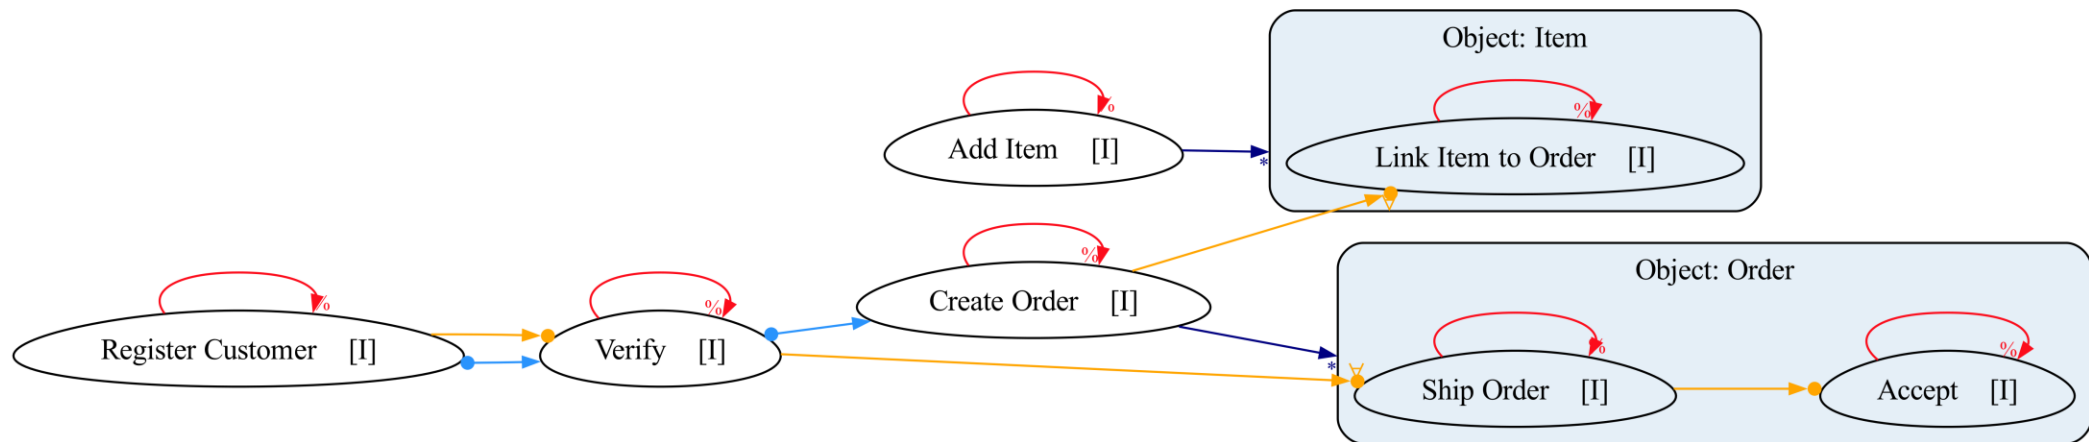 Object: Item
%
%
Add Item [I]
Link Item to Order [I]
*
%
Object: Order
Create Order [I]
∀
%
%
Register Customer [I]
Verify [I]
*
∀
%
%
Ship Order [I]
Accept [I]